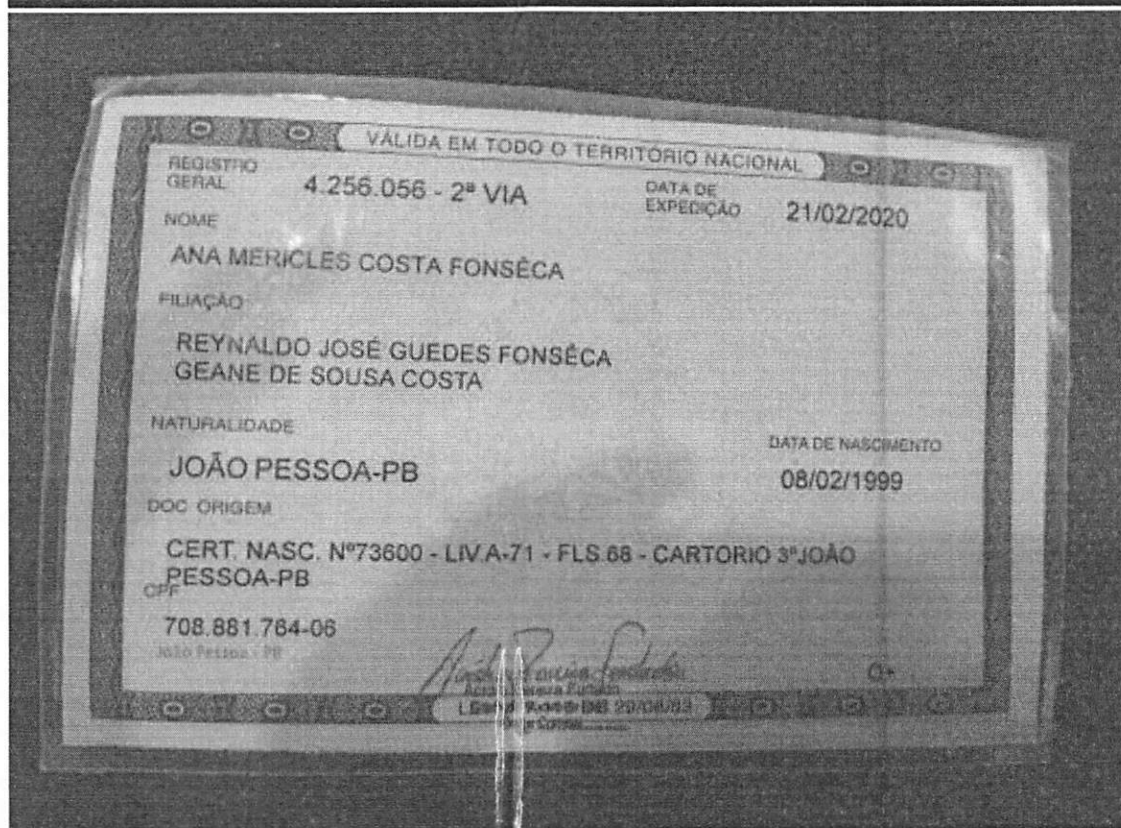 VÁLIDA EM TODO O TERRITÓRIO NACIONAL
REGISTRO GERAL 4.256.056 - 2ª VIA DATA DE EXPEDIÇÃO 21/02/2020
NOME
ANA MERICLES COSTA FONSÊCA
FILIAÇÃO
REYNALDO JOSÉ GUEDES FONSÊCA
GEANE DE SOUSA COSTA
NATURALIDADE DATA DE NASCIMENTO
JOÃO PESSOA-PB 08/02/1999
DOC ORIGEM
CERT. NASC. Nº73600 - LIV.A-71 - FLS.68 - CARTORIO 3ºJOÃO
PESSOA-PB
CPF
708.881.764-06
João Pessoa - PB
29/08/83